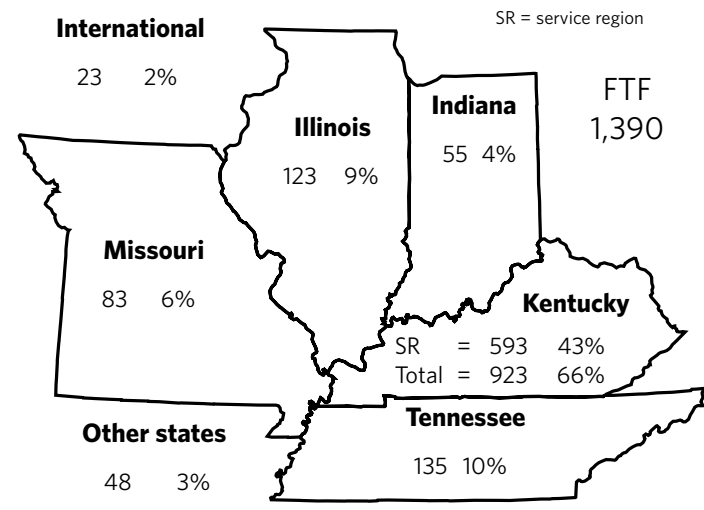 SR = service region
International
23 2%
FTF
1,390
Illinois
123 9%
Indiana
55 4%
Missouri
83 6%
Kentucky
SR = 593 43%
Total = 923 66%
Tennessee
135 10%
Other states
48 3%